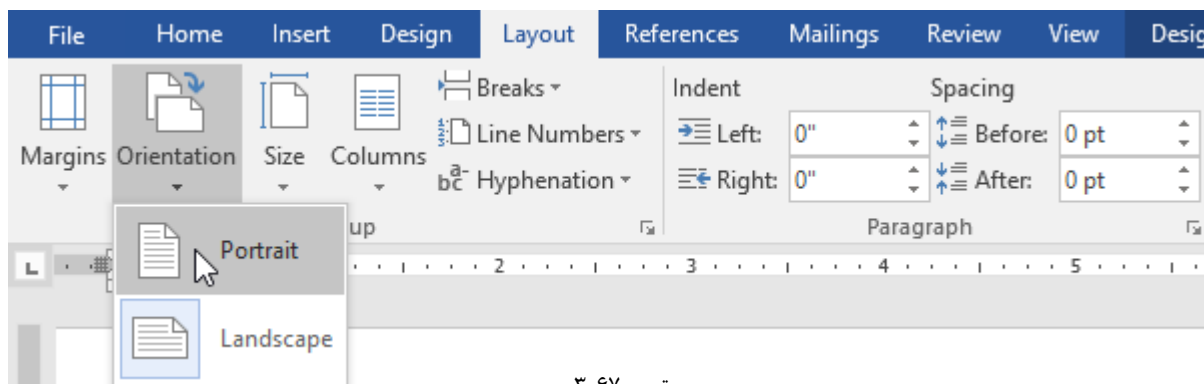 File Home Insert Design Layout References Mailings Review View Desig
Margins Orientation Size Columns
Breaks
Line Numbers
Hyphenation
Indent
Left: 0"
Right: 0"
Spacing
Before: 0 pt
After: 0 pt
up Paragraph
L 2 3 4 5
Portrait
Landscape